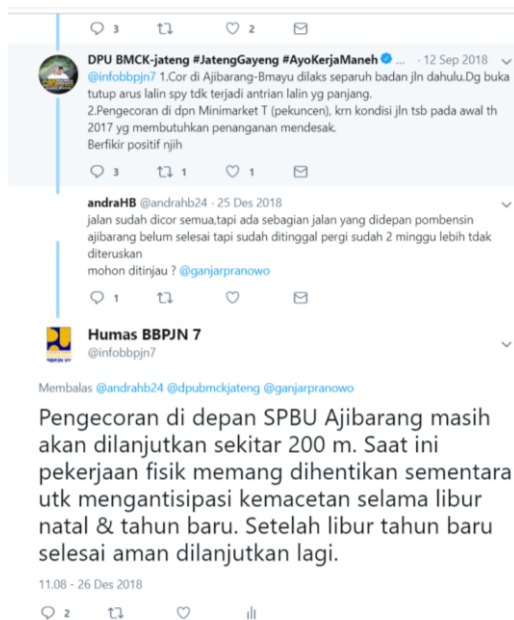 3 2
DPU BMCK-jateng #JatengGayeng #AyoKerjaManeh ... · 12 Sep 2018
@infobbpjn7 1.Cor di Ajibarang-Bmayu dilaks separuh badan jln dahulu.Dg buka
tutup arus lalin spy tdk terjadi antrian lalin yg panjang.
2.Pengecoran di dpn Minimarket T (pekuncen), krn kondisi jln tsb pada awal th
2017 yg membutuhkan penanganan mendesak.
Berfikir positif njih
3 1 1
andraHB @andrahb24 · 25 Des 2018
jalan sudah dicor semua,tapi ada sebagian jalan yang didepan pombensin
ajibarang belum selesai tapi sudah ditinggal pergi sudah 2 minggu lebih tdak
diteruskan
mohon ditinjau ? @ganjarpranowo
1
Humas BBPJN 7
@infobbpjn7
Membalas @andrahb24 @dpubmckjateng @ganjarpranowo
Pengecoran di depan SPBU Ajibarang masih
akan dilanjutkan sekitar 200 m. Saat ini
pekerjaan fisik memang dihentikan sementara
utk mengantisipasi kemacetan selama libur
natal & tahun baru. Setelah libur tahun baru
selesai aman dilanjutkan lagi.
11.08 - 26 Des 2018
2